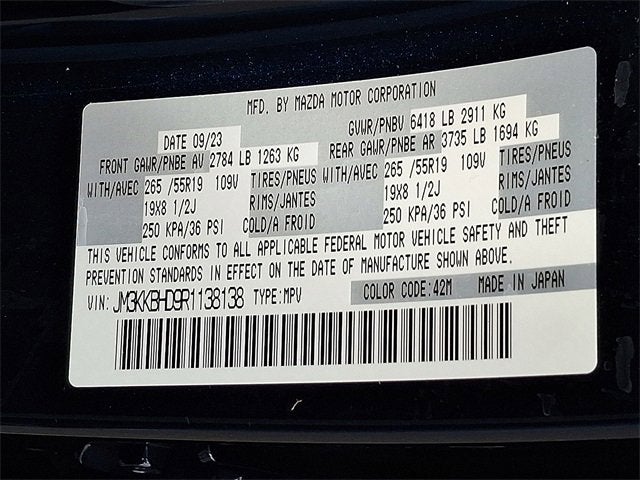 MFD. BY MAZDA MOTOR CORPORATION
DATE 09/23 GVWR/PNBV 6418 LB 2911 KG
FRONT GAWR/PNBE AV 2784 LB 1263 KG REAR GAWR/PNBE AR 3735 LB 1694 KG
WITH/AVEC 265 /55R19 109V TIRES/PNEUS WITH/AVEC 265 /55R19 109V TIRES/PNEUS
19X8 1/2J RIMS/JANTES 19X8 1/2J RIMS/JANTES
250 KPA/36 PSI COLD/A FROID 250 KPA/36 PSI COLD/A FROID
THIS VEHICLE CONFORMS TO ALL APPLICABLE FEDERAL MOTOR VEHICLE SAFETY AND THEFT
PREVENTION STANDARDS IN EFFECT ON THE DATE OF MANUFACTURE SHOWN ABOVE.
VIN: JM3KKBHD9R1138138 TYPE:MPV COLOR CODE:42M MADE IN JAPAN